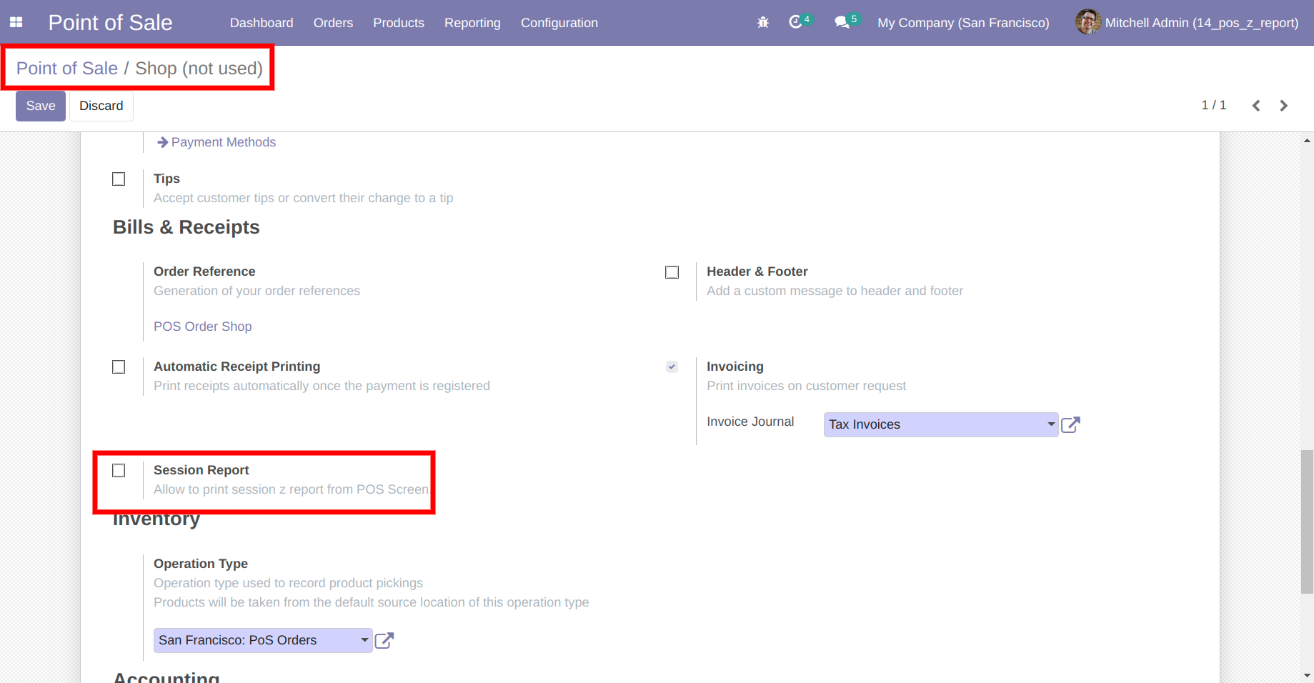 Point of Sale Dashboard Orders Products Reporting Configuration 4 5 My Company (San Francisco) Mitchell Admin (14_pos_z_report)
Point of Sale / Shop (not used)
Save Discard 1 / 1
Payment Methods
Tips
Accept customer tips or convert their change to a tip
Bills & Receipts
Order Reference
Generation of your order references
POS Order Shop
Header & Footer
Add a custom message to header and footer
Automatic Receipt Printing
Print receipts automatically once the payment is registered
Invoicing
Print invoices on customer request
Invoice Journal Tax Invoices
Session Report
Allow to print session z report from POS Screen.
Inventory
Operation Type
Operation type used to record product pickings
Products will be taken from the default source location of this operation type
San Francisco: PoS Orders
Accounting